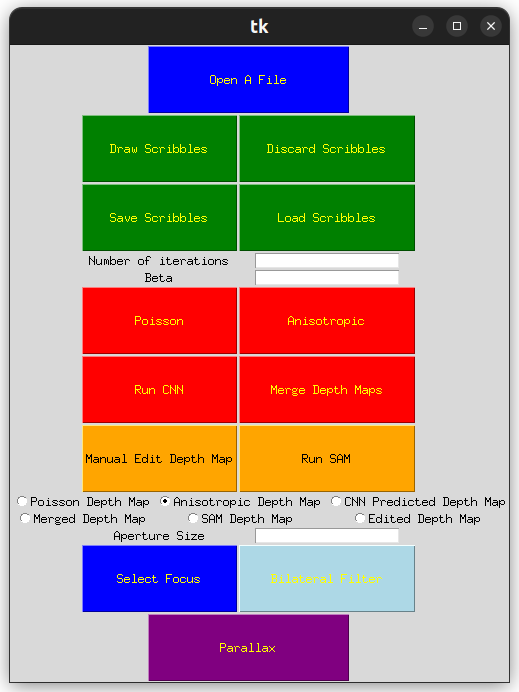 tk
Open A File
Draw Scribbles Discard Scribbles
Save Scribbles Load Scribbles
Number of iterations
Beta
Poisson Anisotropic
Run CNN Merge Depth Maps
Manual Edit Depth Map Run SAM
Poisson Depth Map Anisotropic Depth Map CNN Predicted Depth Map
Merged Depth Map SAM Depth Map Edited Depth Map
Aperture Size
Select Focus Bilateral Filter
Parallax